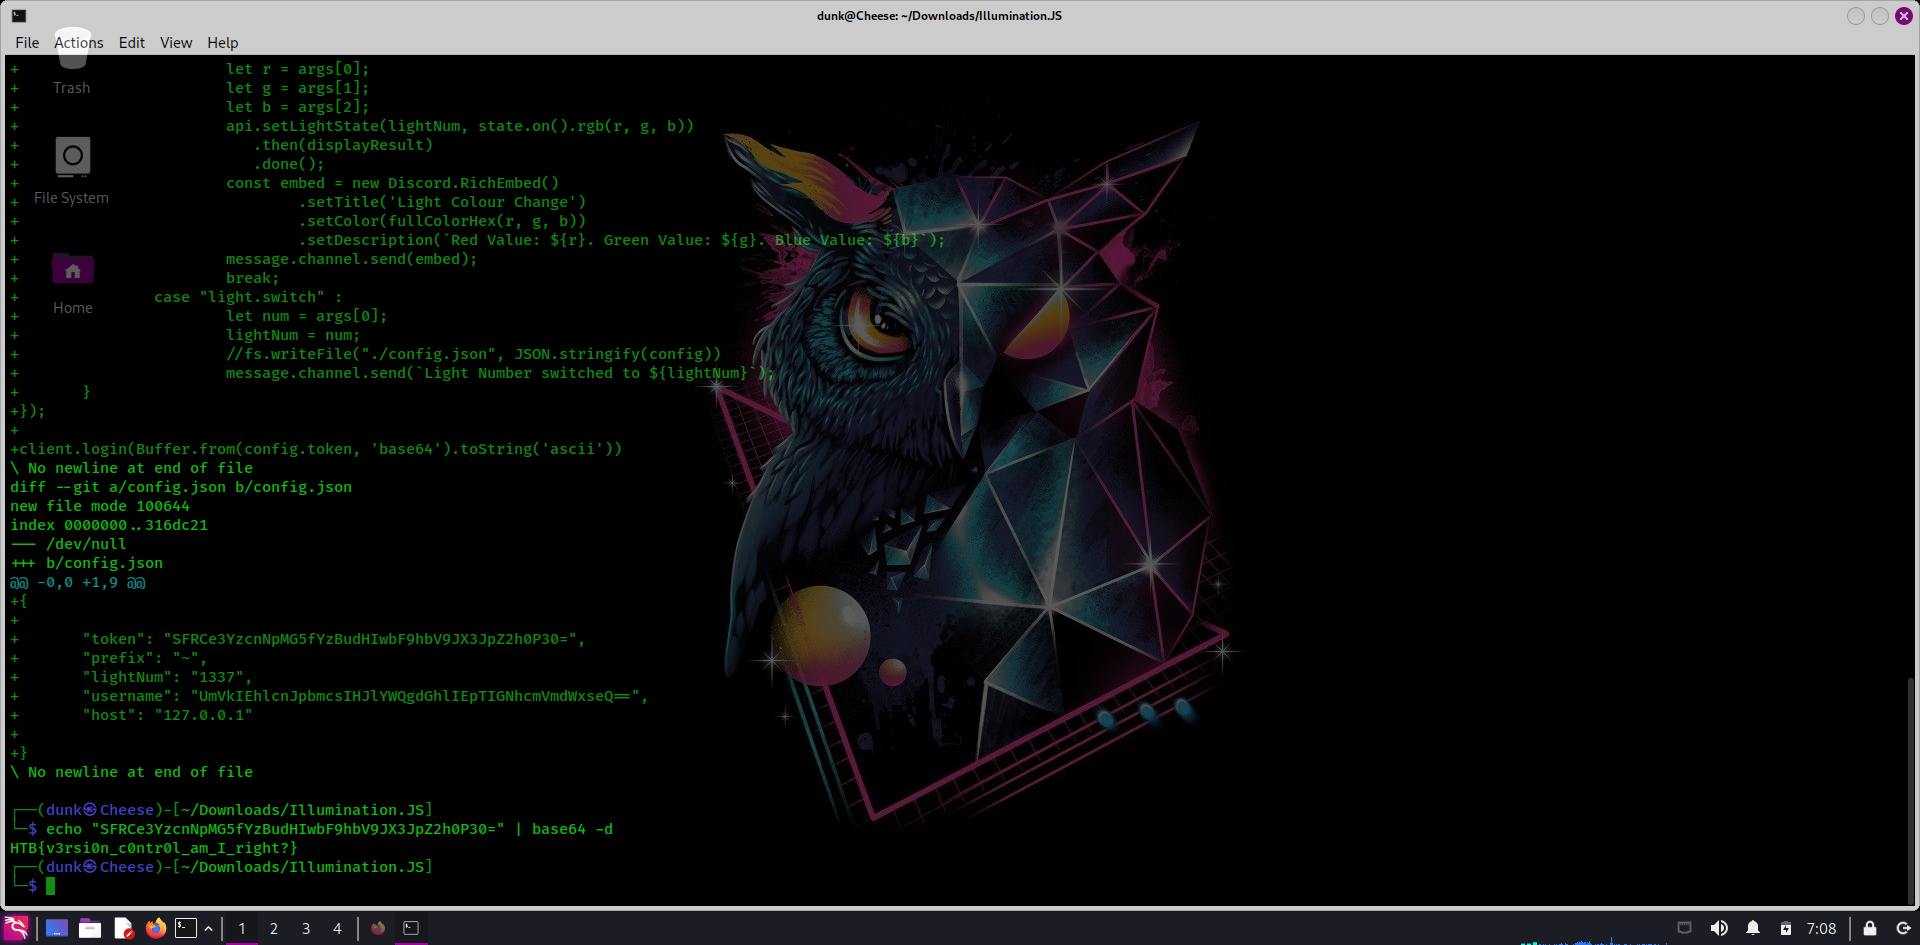 dunk@Cheese: ~/Downloads/Illumination.JS
File Actions Edit View Help
Trash
File System
Home
+ let r = args[0];
+ let g = args[1];
+ let b = args[2];
+ api.setLightState(lightNum, state.on().rgb(r, g, b))
+ .then(displayResult)
+ .done();
+ const embed = new Discord.RichEmbed()
+ .setTitle('Light Colour Change')
+ .setColor(fullColorHex(r, g, b))
+ .setDescription(`Red Value: ${r}. Green Value: ${g}. Blue Value: ${b}`);
+ message.channel.send(embed);
+ break;
+ case "light.switch" :
+ let num = args[0];
+ lightNum = num;
+ //fs.writeFile("./config.json", JSON.stringify(config))
+ message.channel.send(`Light Number switched to ${lightNum}`);
+ }
+});
+
+client.login(Buffer.from(config.token, 'base64').toString('ascii'))
\ No newline at end of file
diff --git a/config.json b/config.json
new file mode 100644
index 0000000..316dc21
--- /dev/null
+++ b/config.json
@@ -0,0 +1,9 @@
+{
+
+ "token": "SFRCe3YzcnNpMG5fYzBudHIwbF9hbV9JX3JpZ2h0P30=",
+ "prefix": "~",
+ "lightNum": "1337",
+ "username": "UmVkIEhlcnJpbmcsIHJlYWQgdGhlIEpTIGNhcmVmdWxseQ==",
+ "host": "127.0.0.1"
+
+}
\ No newline at end of file
┌──(dunk㉿Cheese)-[~/Downloads/Illumination.JS]
└─$ echo "SFRCe3YzcnNpMG5fYzBudHIwbF9hbV9JX3JpZ2h0P30=" | base64 -d
HTB{v3rsi0n_c0ntr0l_am_I_right?}
┌──(dunk㉿Cheese)-[~/Downloads/Illumination.JS]
└─$
1 2 3 4
7:08